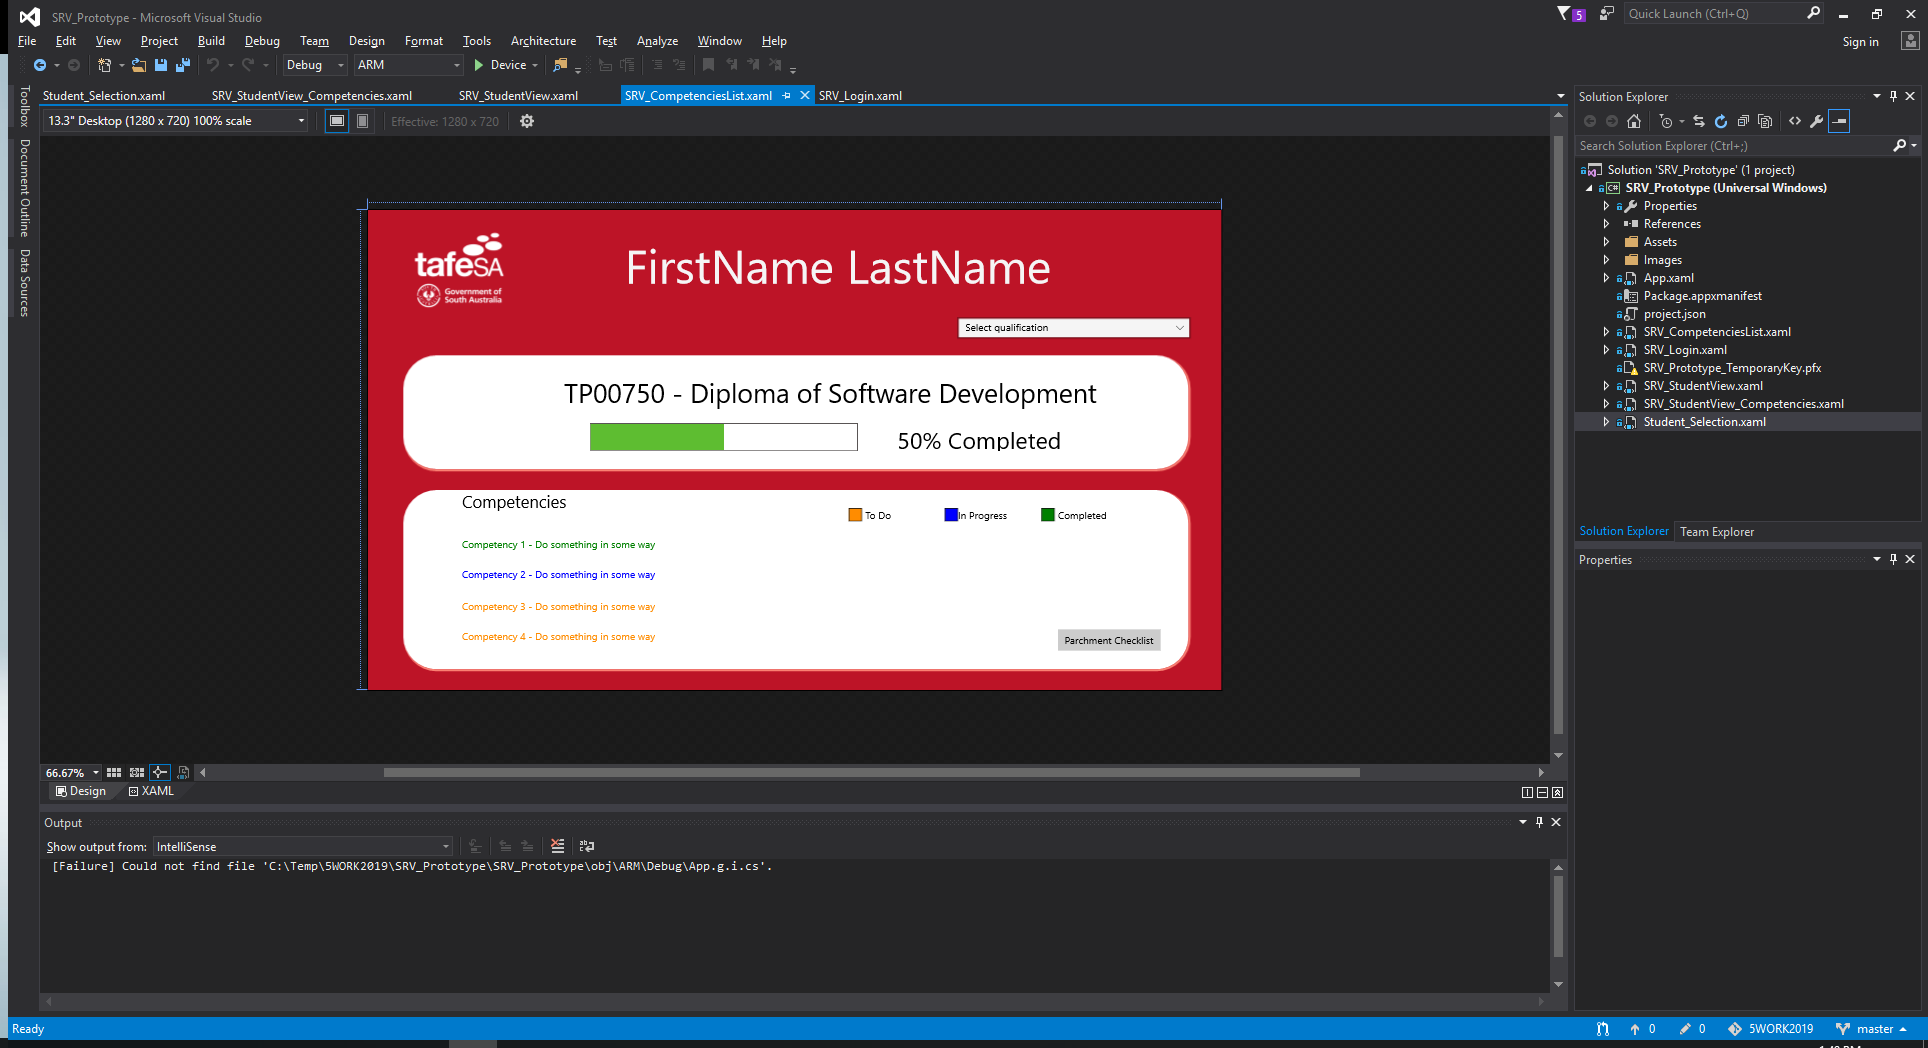 SRV_Prototype - Microsoft Visual Studio
5
Quick Launch (Ctrl+Q)
File Edit View Project Build Debug Team Design Format Tools Architecture Test Analyze Window Help
Sign in
Debug ARM Device
Toolbox
Document Outline
Data Sources
Student_Selection.xaml SRV_StudentView_Competencies.xaml SRV_StudentView.xaml SRV_CompetenciesList.xaml SRV_Login.xaml
13.3" Desktop (1280 x 720) 100% scale Effective: 1280 x 720
tafeSA
Government of
South Australia
FirstName LastName
Select qualification
TP00750 - Diploma of Software Development
50% Completed
Competencies
To Do In Progress Completed
Competency 1 - Do something in some way
Competency 2 - Do something in some way
Competency 3 - Do something in some way
Competency 4 - Do something in some way
Parchment Checklist
66.67%
Design XAML
Output
Show output from: IntelliSense
[Failure] Could not find file 'C:\Temp\5WORK2019\SRV_Prototype\SRV_Prototype\obj\ARM\Debug\App.g.i.cs'.
Solution Explorer
Search Solution Explorer (Ctrl+;)
Solution 'SRV_Prototype' (1 project)
C# SRV_Prototype (Universal Windows)
Properties
References
Assets
Images
App.xaml
Package.appxmanifest
project.json
SRV_CompetenciesList.xaml
SRV_Login.xaml
SRV_Prototype_TemporaryKey.pfx
SRV_StudentView.xaml
SRV_StudentView_Competencies.xaml
Student_Selection.xaml
Solution Explorer Team Explorer
Properties
Ready
0 0 5WORK2019 master